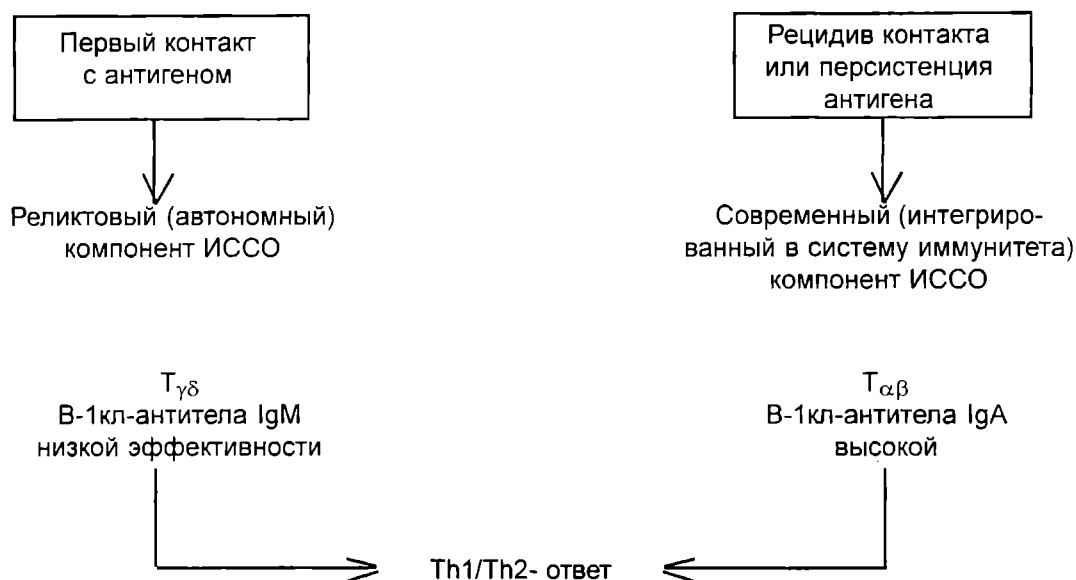 Первый контакт
с антигеном
Рецидив контакта
или персистенция
антигена
Реликтовый (автономный)
компонент ИССО
Современный (интегриро-
ванный в систему иммунитета)
компонент ИССО
Tγδ
В-1кл-антитела IgM
низкой эффективности
Tαβ
В-1кл-антитела IgA
высокой
Th1/Th2- ответ